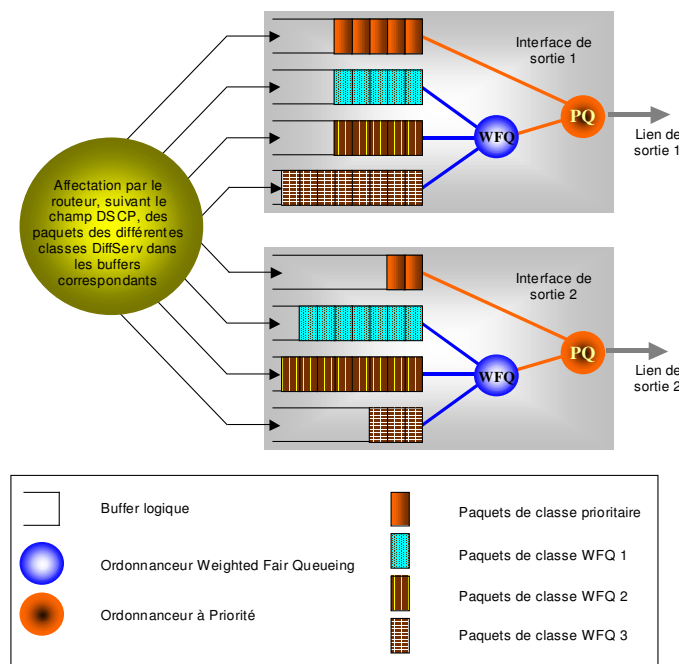 Interface de
sortie 1
WFQ
PQ
Lien de
sortie 1
Affectation par le
routeur, suivant le
champ DSCP, des
paquets des différentes
classes DiffServ dans
les buffers
correspondants
Interface de
sortie 2
WFQ
PQ
Lien de
sortie 2
Buffer logique
Ordonnanceur Weighted Fair Queueing
Ordonnanceur à Priorité
Paquets de classe prioritaire
Paquets de classe WFQ 1
Paquets de classe WFQ 2
Paquets de classe WFQ 3